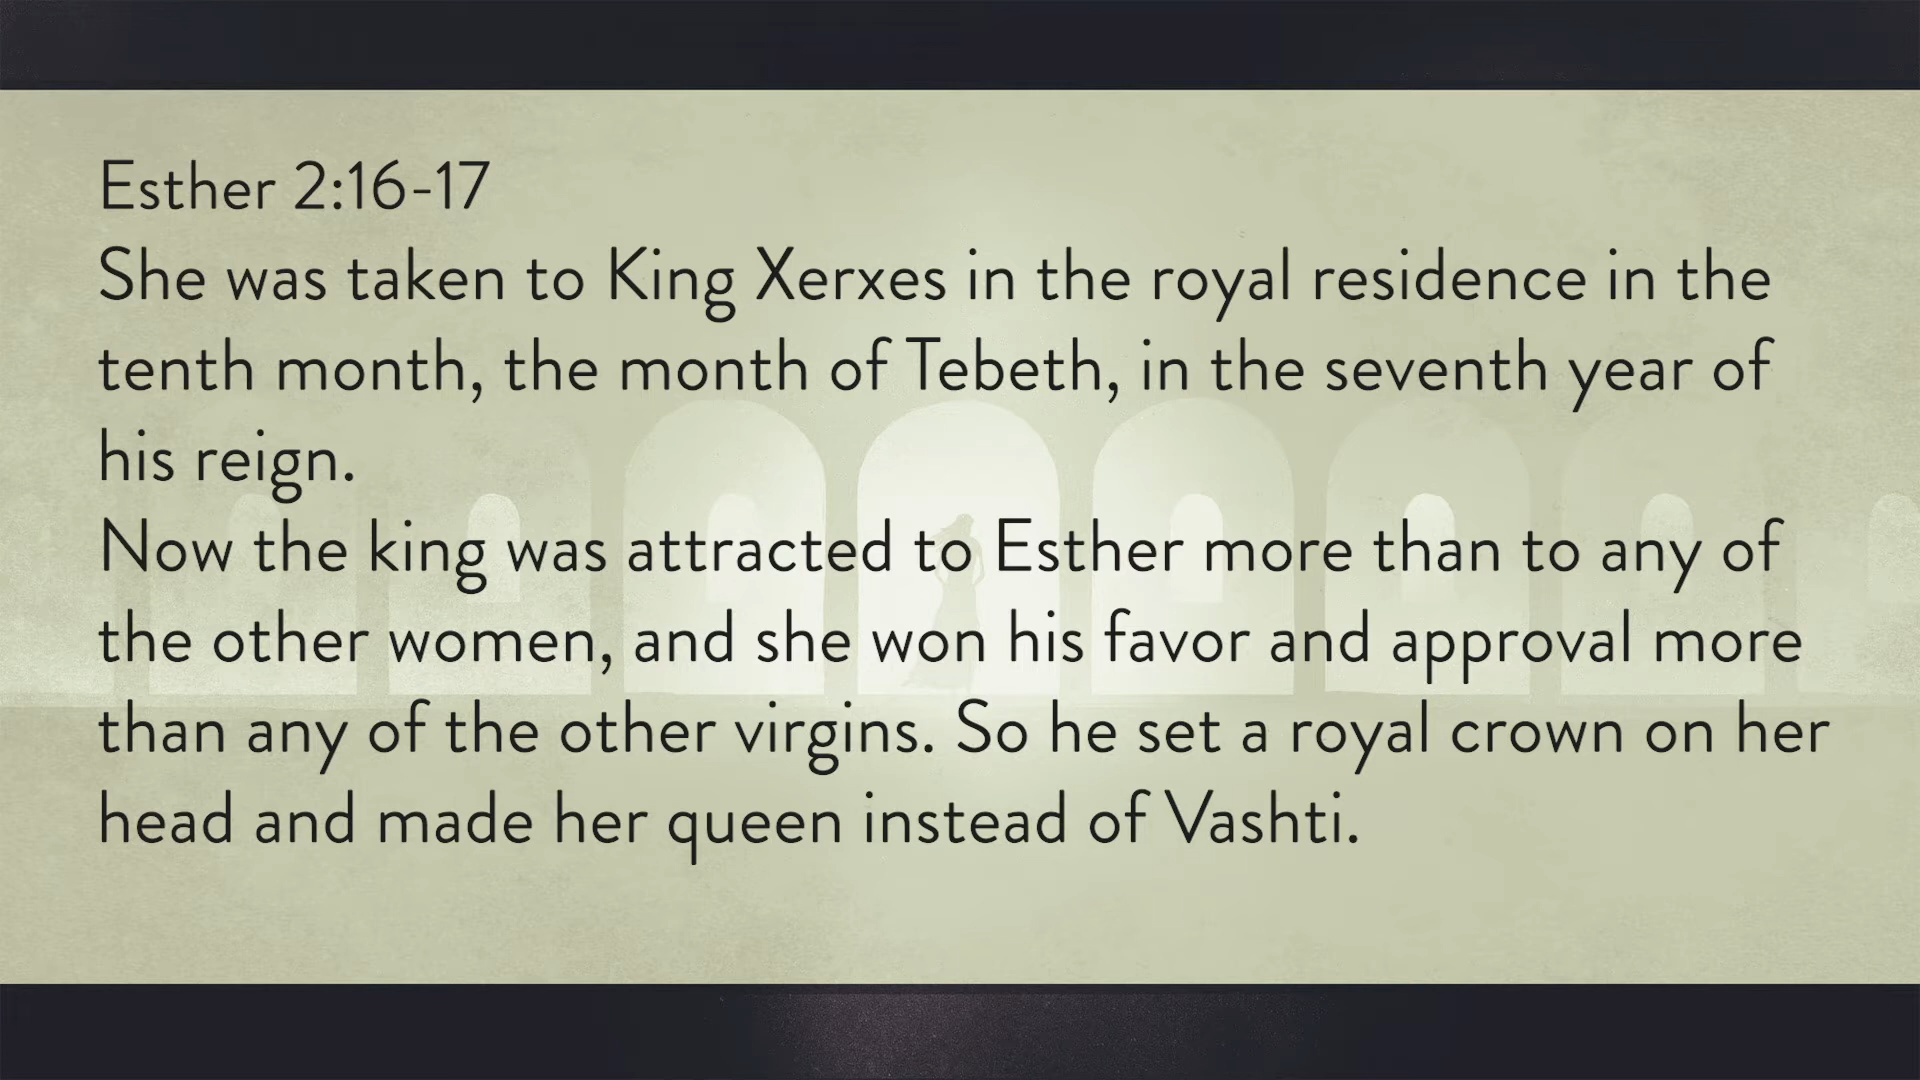 Esther 2:16-17
She was taken to King Xerxes in the royal residence in the
tenth month, the month of Tebeth, in the seventh year of
his reign.
Now the king was attracted to Esther more than to any of
the other women, and she won his favor and approval more
than any of the other virgins. So he set a royal crown on her
head and made her queen instead of Vashti.